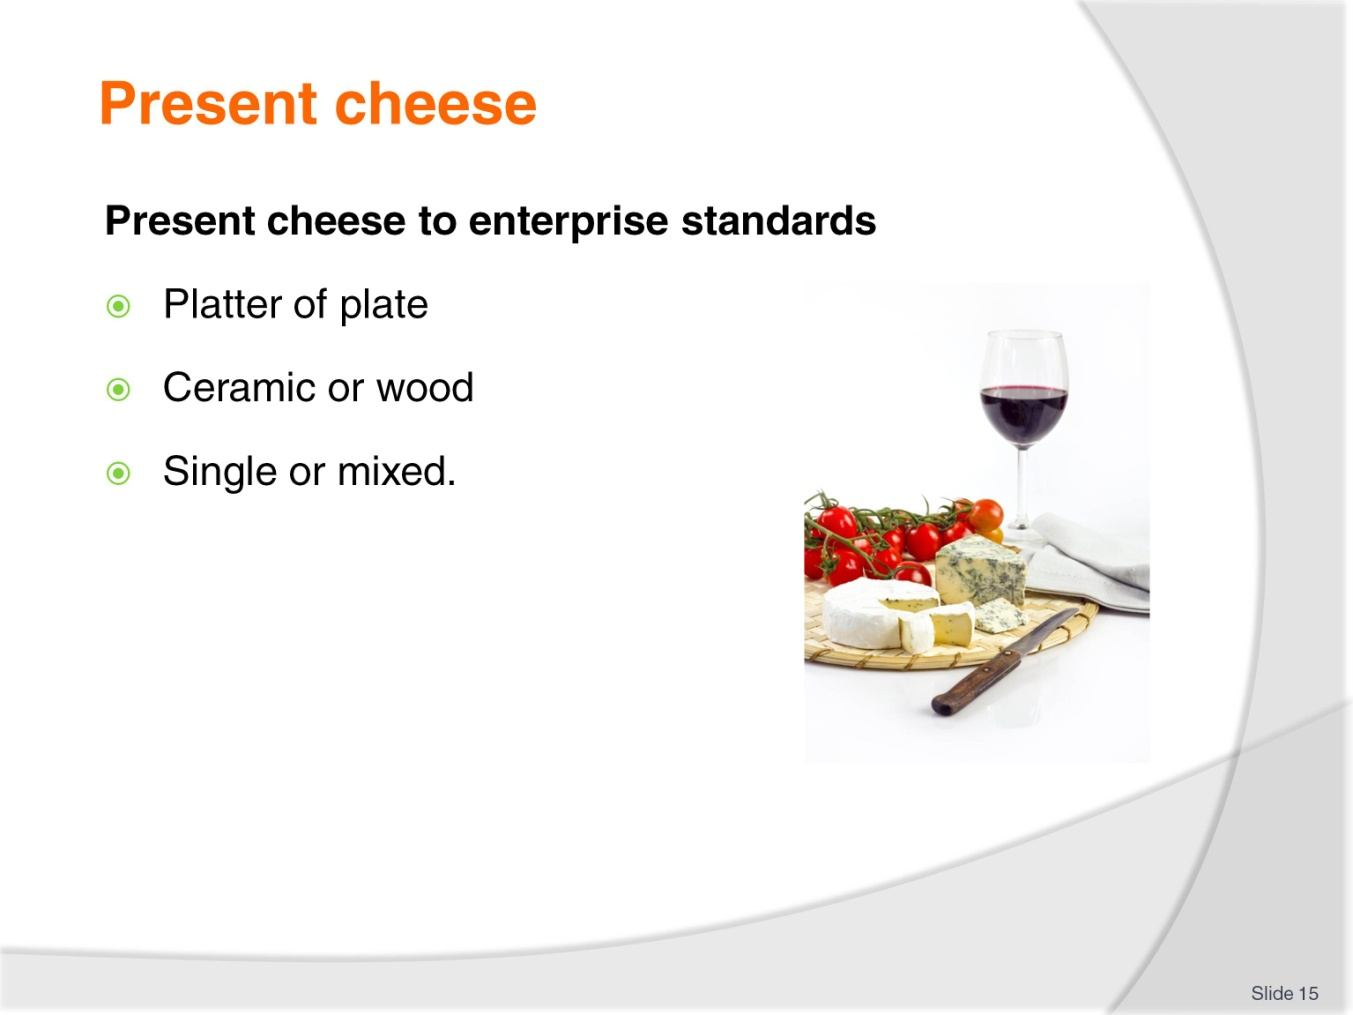 Present cheese
Present cheese to enterprise standards
Platter of plate
Ceramic or wood
Single or mixed.
Slide 15